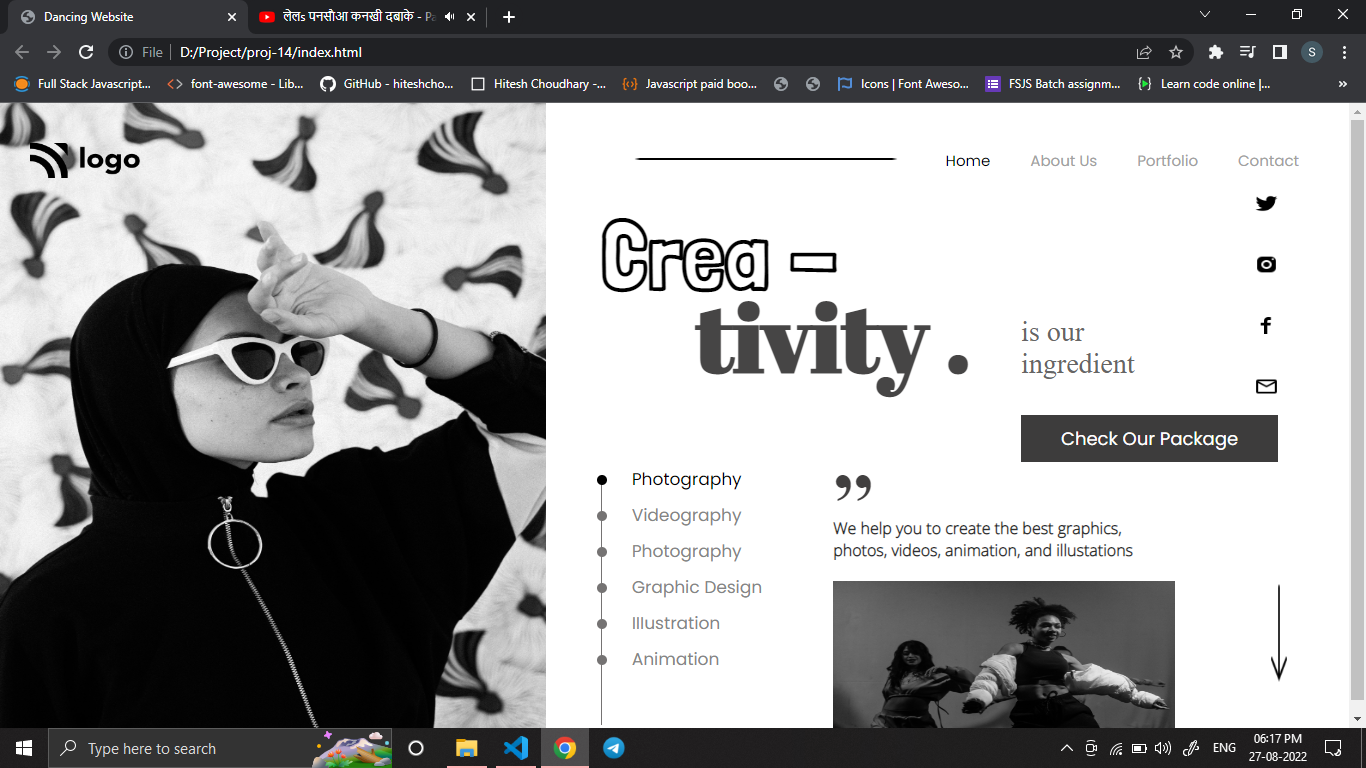 Dancing Website
लेलs पनसौआ कनखी दबाके - Pa
File
D:/Project/proj-14/index.html
S
Full Stack Javascript...
font-awesome - Lib...
GitHub - hiteshcho...
Hitesh Choudhary -...
Javascript paid boo...
Icons | Font Aweso...
FSJS Batch assignm...
Learn code online |...
»
logo
Home
About Us
Portfolio
Contact
Crea -
tivity .
is our
ingredient
Check Our Package
Photography
Videography
Photography
Graphic Design
Illustration
Animation
”
We help you to create the best graphics,
photos, videos, animation, and illustations
Type here to search
ENG
06:17 PM
27-08-2022